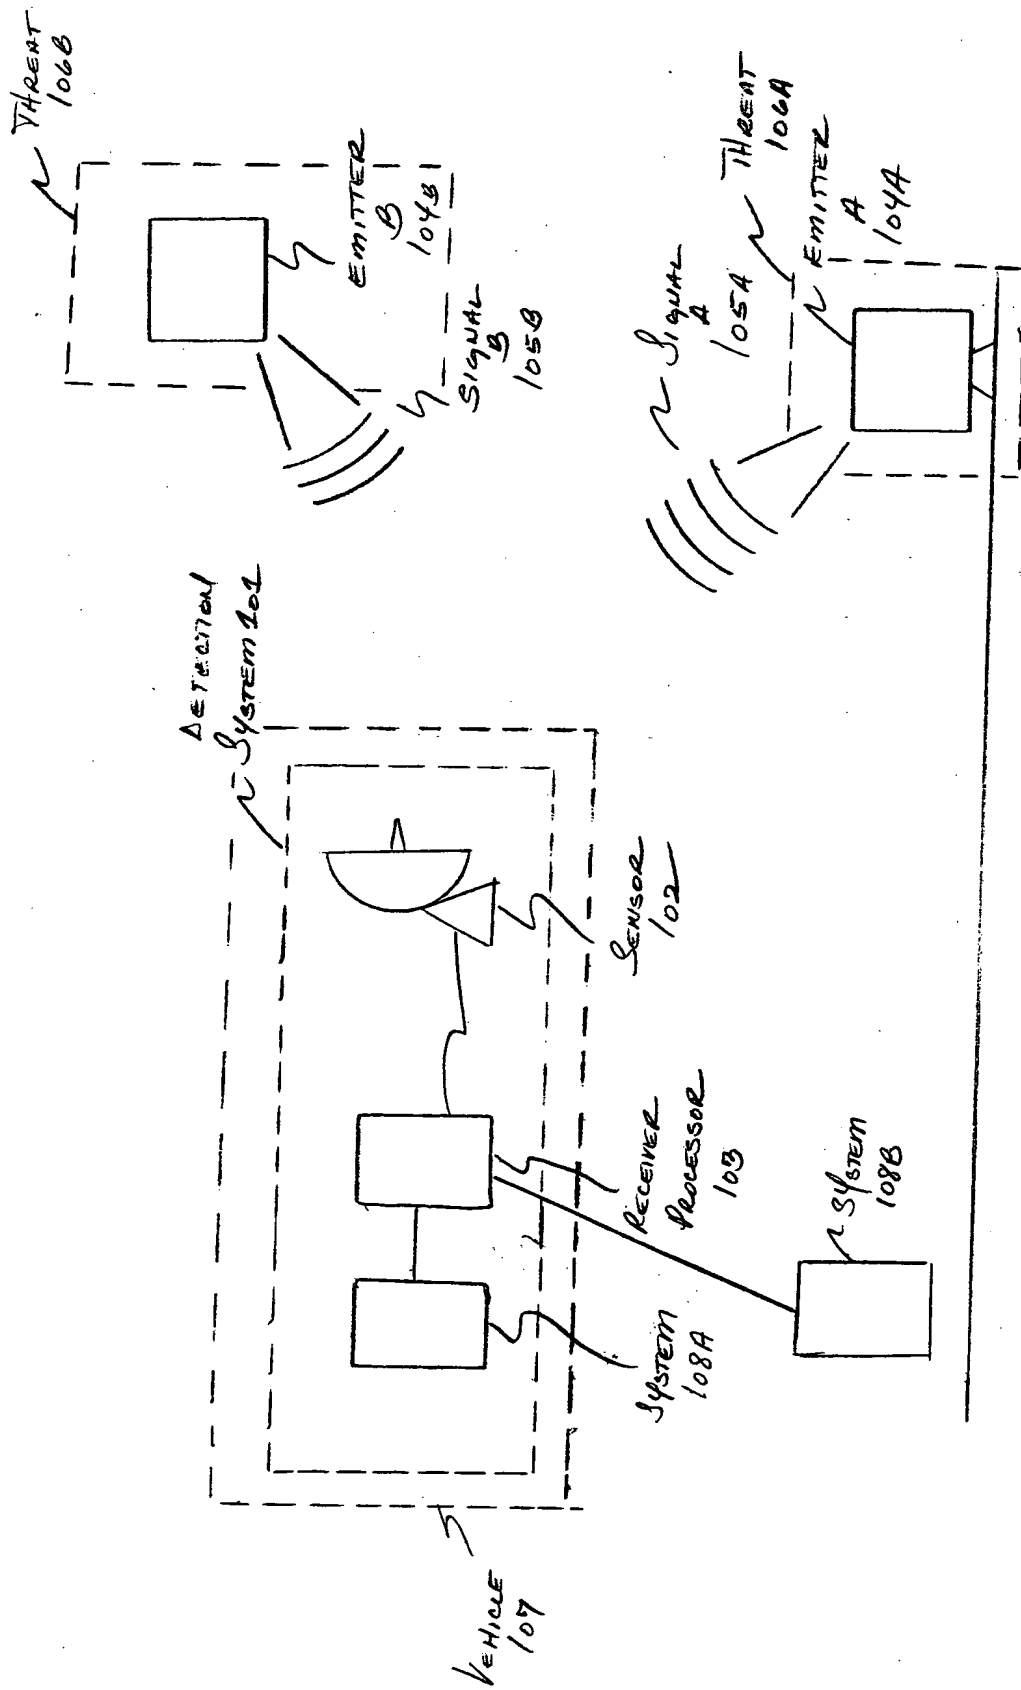 THREAT
106B
EMITTER
B
104B
SIGNAL
B
105B
DETECTION
SYSTEM 101
SENSOR
102
RECEIVER
PROCESSOR
103
SYSTEM
108A
VEHICLE
107
SIGNAL
A
105A
THREAT
106A
EMITTER
A
104A
SYSTEM
108B